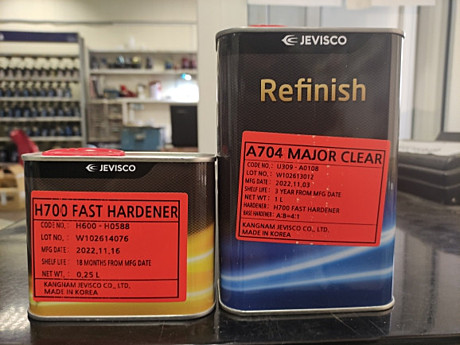 JEVISCO
H700 FAST HARDENER
CODE NO. : H600 - H0588
LOT NO. : W102614076
MFG DATE : 2022,11,16
SHELF LIFE : 18 MONTHS FROM MFG DATE
NET WT. : 0,25 L
KANGNAM JEVISCO CO., LTD.
MADE IN KOREA
JEVISCO
Refinish
A704 MAJOR CLEAR
CODE NO. : U309 - A0108
LOT NO. : W102613012
MFG DATE : 2022,11,03
SHELF LIFE : 3 YEAR FROM MFG DATE
NET WT : 1 L
HARDENER : H700 FAST HARDENER
BASE HARDENER : A:B=4:1
KANGNAM JEVISCO CO., LTD.
MADE IN KOREA